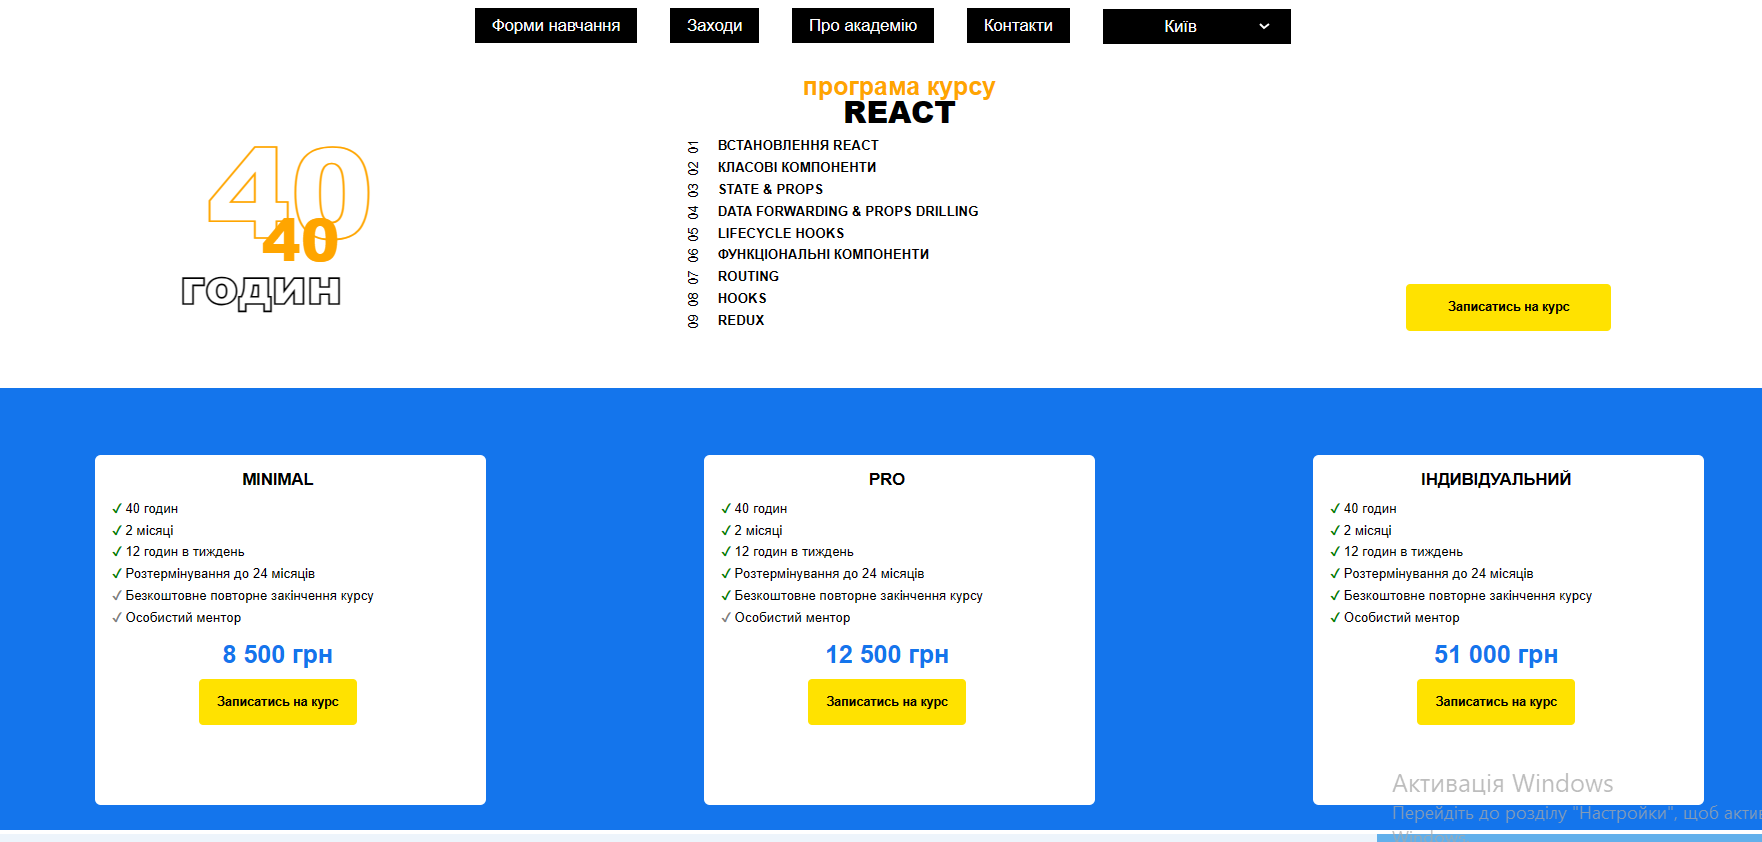 Форми навчання
Заходи
Про академію
Контакти
Київ
програма курсу
REACT
40
40
годин
01 ВСТАНОВЛЕННЯ REACT
02 КЛАСОВІ КОМПОНЕНТИ
03 STATE & PROPS
04 DATA FORWARDING & PROPS DRILLING
05 LIFECYCLE HOOKS
06 ФУНКЦІОНАЛЬНІ КОМПОНЕНТИ
07 ROUTING
08 HOOKS
09 REDUX
Записатись на курс
MINIMAL
✓ 40 годин
✓ 2 місяці
✓ 12 годин в тиждень
✓ Розтермінування до 24 місяців
✓ Безкоштовне повторне закінчення курсу
✓ Особистий ментор
8 500 грн
Записатись на курс
PRO
✓ 40 годин
✓ 2 місяці
✓ 12 годин в тиждень
✓ Розтермінування до 24 місяців
✓ Безкоштовне повторне закінчення курсу
✓ Особистий ментор
12 500 грн
Записатись на курс
ІНДИВІДУАЛЬНИЙ
✓ 40 годин
✓ 2 місяці
✓ 12 годин в тиждень
✓ Розтермінування до 24 місяців
✓ Безкоштовне повторне закінчення курсу
✓ Особистий ментор
51 000 грн
Записатись на курс
Активація Windows
Перейдіть до розділу "Настройки", щоб